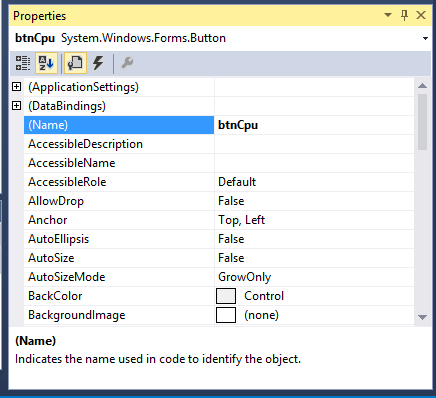 Properties
btnCpu System.Windows.Forms.Button
(ApplicationSettings)
(DataBindings)
(Name) btnCpu
AccessibleDescription
AccessibleName
AccessibleRole Default
AllowDrop False
Anchor Top, Left
AutoEllipsis False
AutoSize False
AutoSizeMode GrowOnly
BackColor Control
BackgroundImage (none)
(Name)
Indicates the name used in code to identify the object.